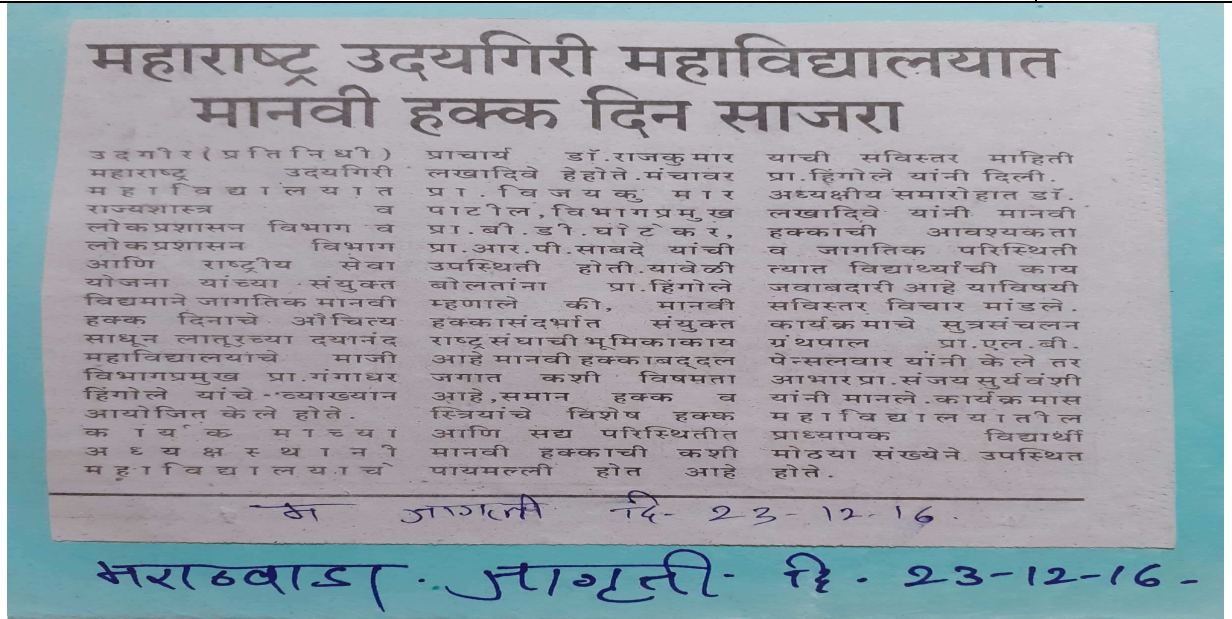 महाराष्ट्र उदयगिरी महाविद्यालयात
मानवी हक्क दिन साजरा
उदगीर(प्रतिनिधी)
महाराष्ट्र उदयगिरी
महाविद्यालयात
राज्यशास्त्र व
लोकप्रशासन विभाग व
लोकप्रशासन विभाग
आणि राष्ट्रीय सेवा
योजना यांच्या संयुक्त
विद्यमाने जागतिक मानवी
हक्क दिनाचे औचित्य
साधून लातूरच्या दयानंद
महाविद्यालयाचे माजी
विभागप्रमुख प्रा.गंगाधर
हिंगोले यांचे व्याख्यान
आयोजित केले होते.
कार्यक्रमाच्या
अध्यक्षस्थानी
महाविद्यालयाचे
प्राचार्य डॉ.राजकुमार
लखादिवे हेहोते.मंचावर
प्रा.विजयकुमार
पाटील,विभागप्रमुख
प्रा.बी.डी.घोटेकर,
प्रा.आर.पी.साबदे यांची
उपस्थिती होती.यावेळी
बोलतांना प्रा.हिंगोले
म्हणाले की, मानवी
हक्कासंदर्भात संयुक्त
राष्ट्रसंघाची भूमिकाकाय
आहे मानवी हक्काबद्दल
जगात कशी विषमता
आहे,समान हक्क व
स्त्रियांचे विशेष हक्क
आणि सद्य परिस्थितीत
मानवी हक्काची कशी
पायमल्ली होत आहे
याची सविस्तर माहिती
प्रा.हिंगोले यांनी दिली.
अध्यक्षीय समारोहात डॉ.
लखादिवे यांनी मानवी
हक्काची आवश्यकता
व जागतिक परिस्थिती
त्यात विद्यार्थ्यांची काय
जवाबदारी आहे याविषयी
सविस्तर विचार मांडले.
कार्यक्रमाचे सुत्रसंचलन
ग्रंथपाल प्रा.एल.बी.
पेन्सलवार यांनी केले तर
आभार प्रा.संजय सुर्यवंशी
यांनी मानले.कार्यक्रमास
महाविद्यालयातील
प्राध्यापक विद्यार्थी
मोठया संख्येने उपस्थित
होते.
म जागृती दि- 23-12-16.
मराठवाडा. जागृती- दि. 23-12-16-